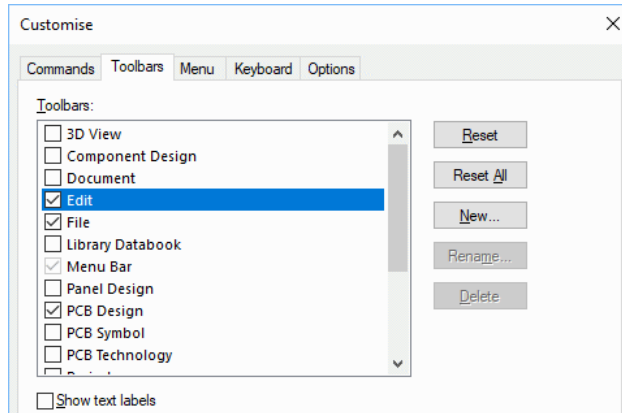 Customise
Commands Toolbars Menu Keyboard Options
Toolbars:
3D View
Component Design
Document
Edit
File
Library Databook
Menu Bar
Panel Design
PCB Design
PCB Symbol
PCB Technology
Reset
Reset All
New...
Rename...
Delete
Show text labels